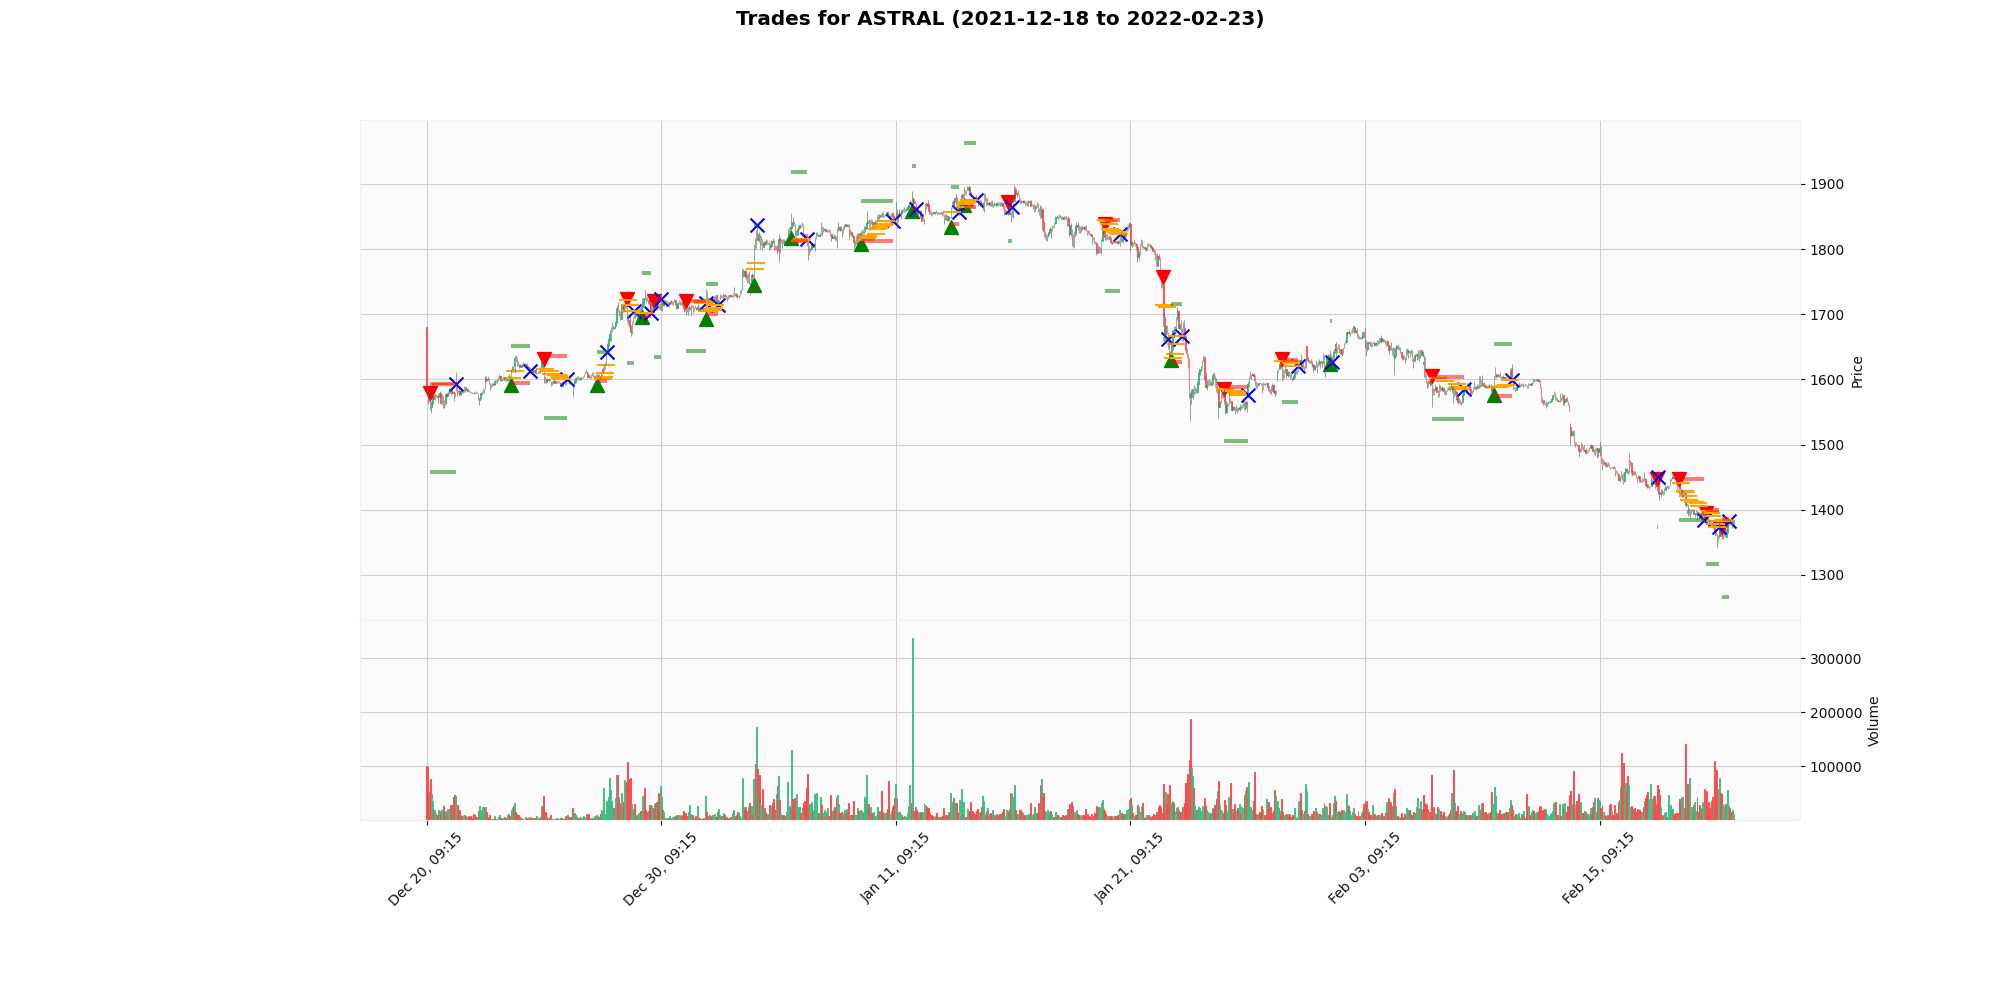 Trades for ASTRAL (2021-12-18 to 2022-02-23)
1900
1800
1700
1600
1500
1400
1300
Price
300000
200000
100000
Volume
Dec 20, 09:15
Dec 30, 09:15
Jan 11, 09:15
Jan 21, 09:15
Feb 03, 09:15
Feb 15, 09:15